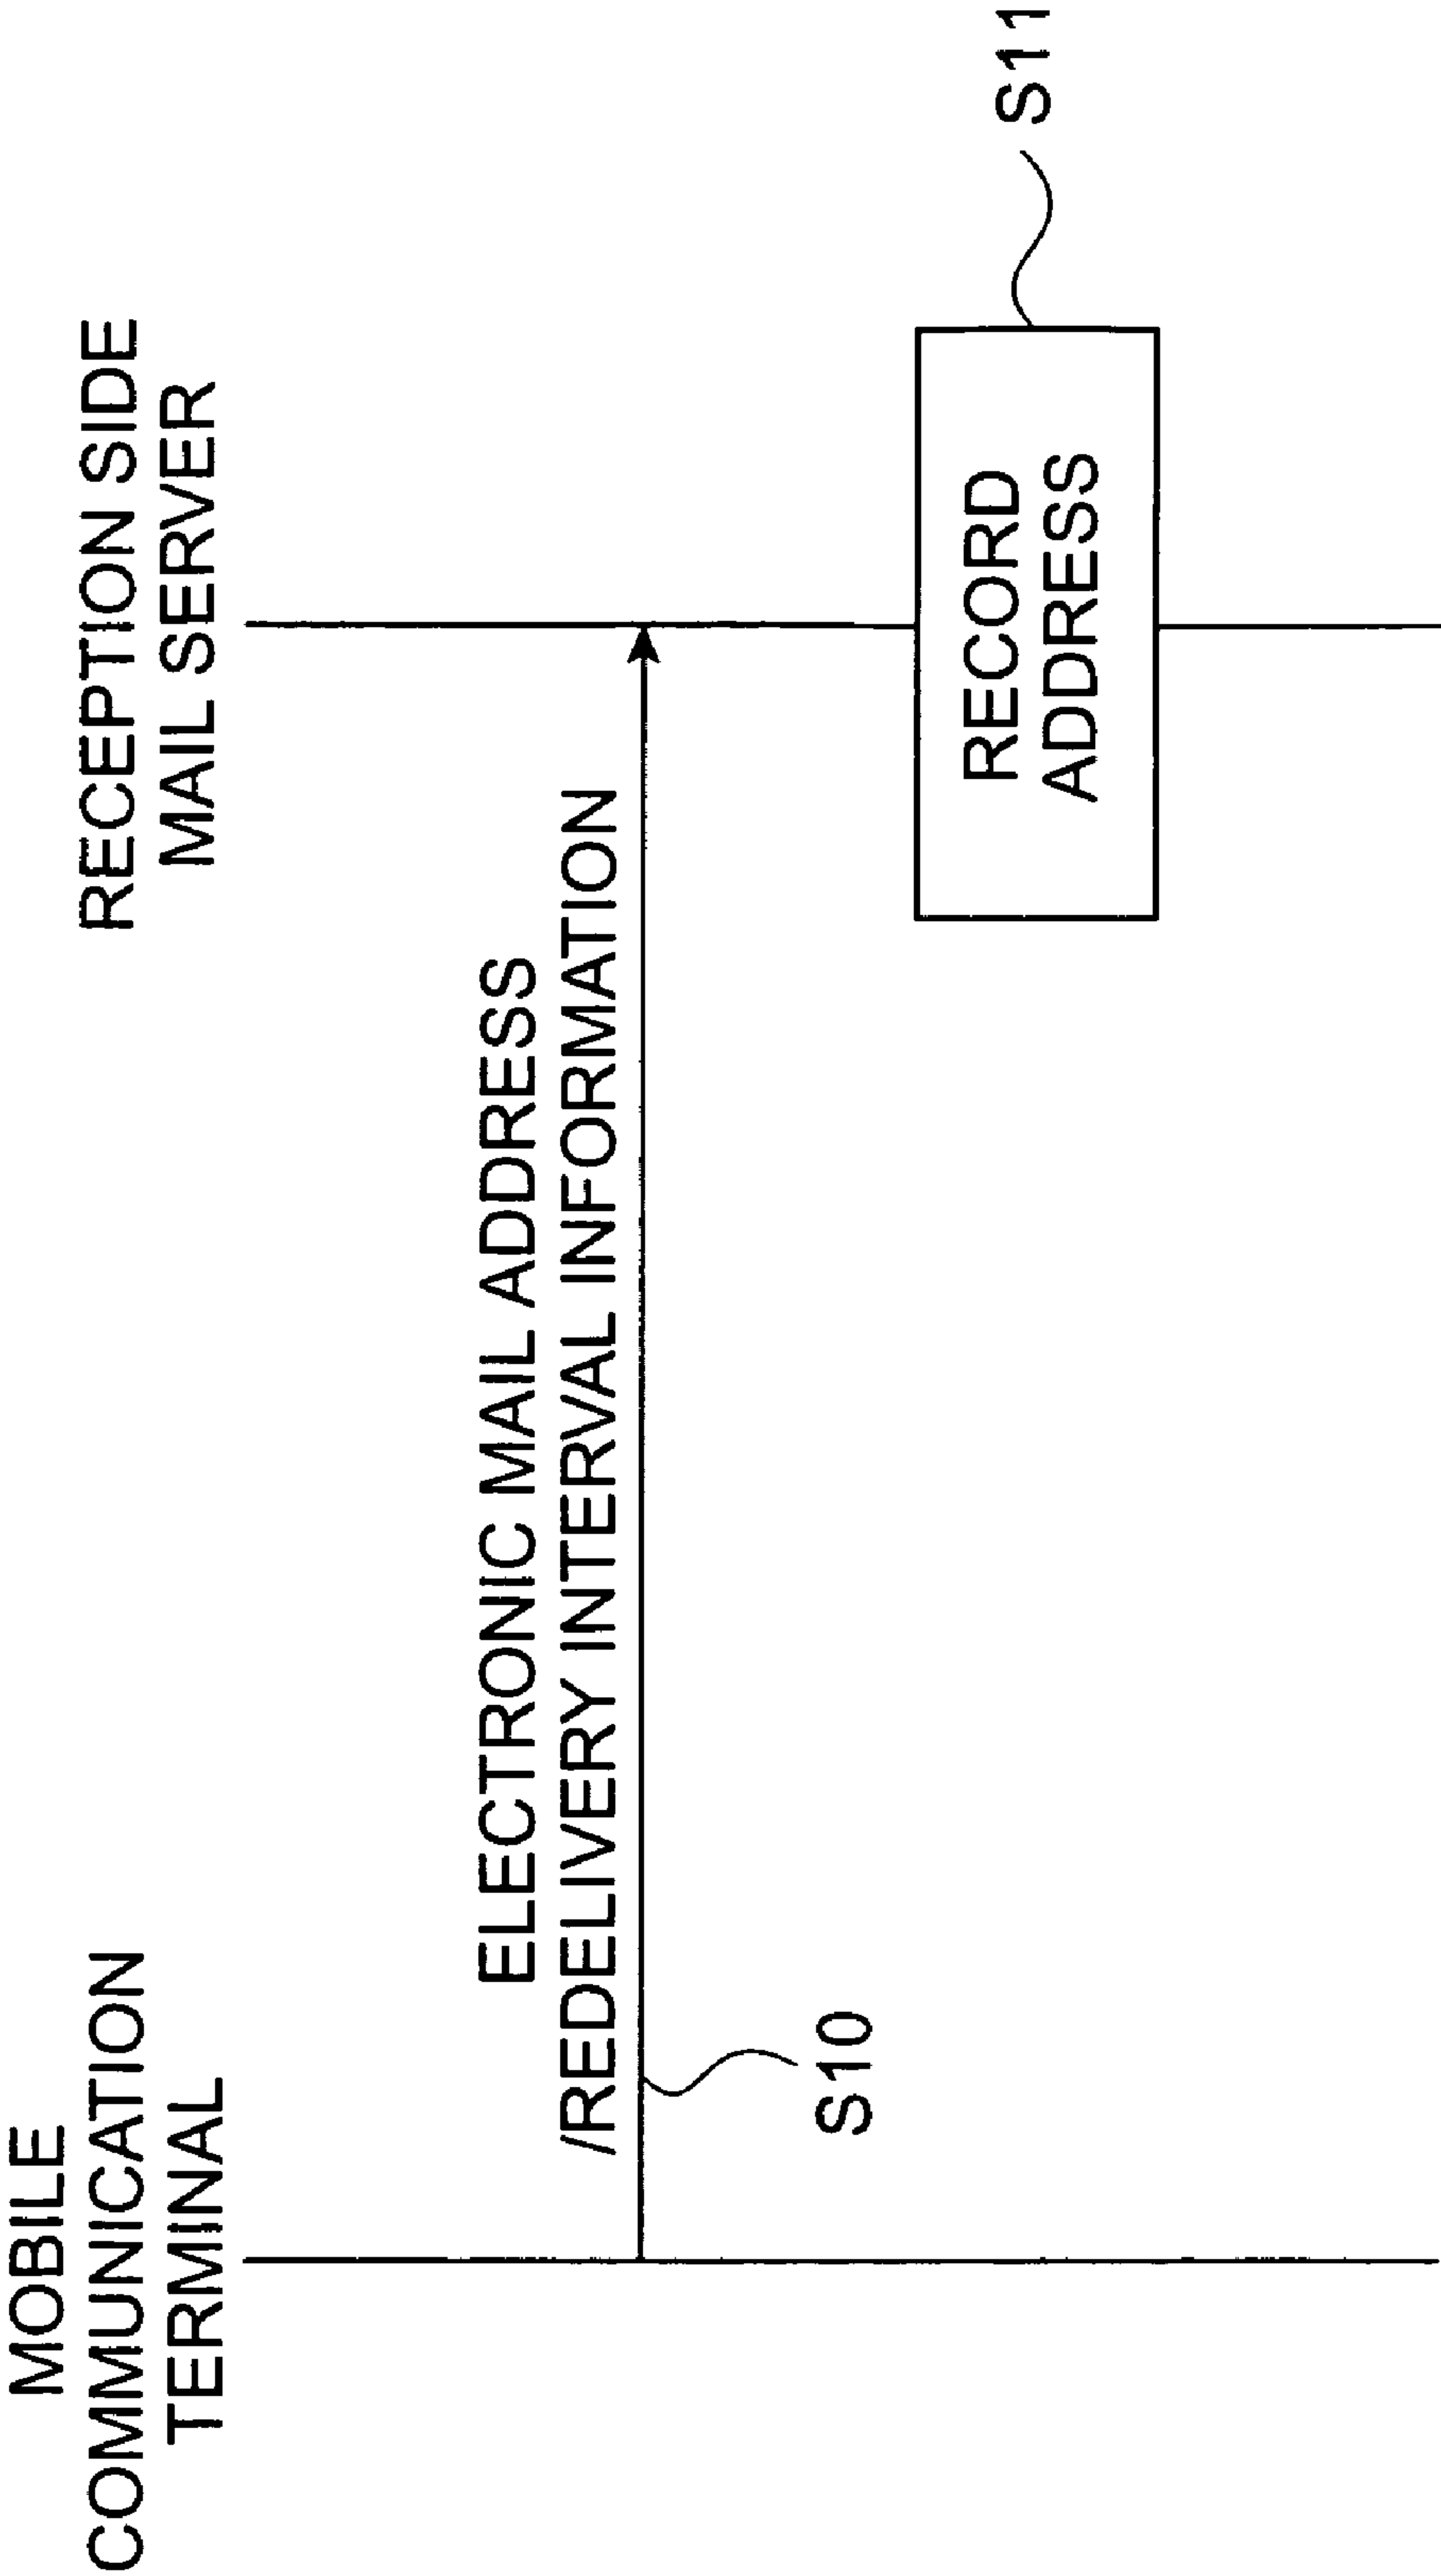 MOBILE
COMMUNICATION
TERMINAL
RECEPTION SIDE
MAIL SERVER
ELECTRONIC MAIL ADDRESS
/REDELIVERY INTERVAL INFORMATION
S10
RECORD
ADDRESS
S11